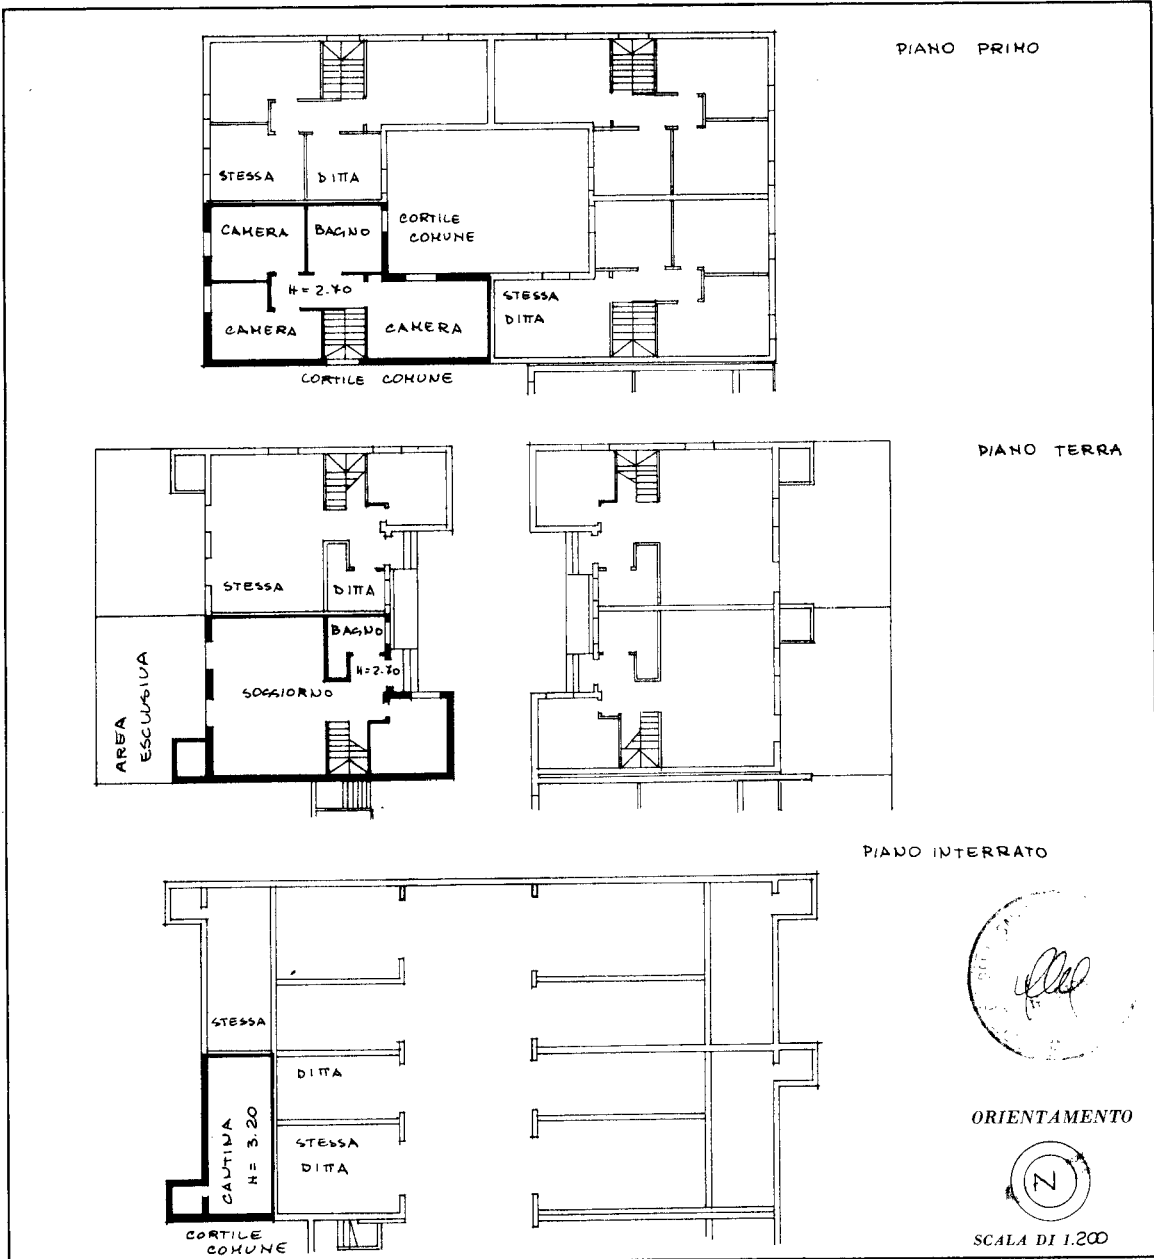 PIANO PRIMO
STESSA DITTA
CAMERA
BAGNO
CORTILE
COMUNE
H = 2.70
CAMERA
CAMERA
STESSA
DITTA
CORTILE COMUNE
PIANO TERRA
STESSA DITTA
BAGNO
H = 2.70
SOGGIORNO
AREA
ESCLUSIVA
PIANO INTERRATO
STESSA
DITTA
CANTINA
H = 3.20
STESSA
DITTA
CORTILE
COMUNE
ORIENTAMENTO
N
SCALA DI 1.200